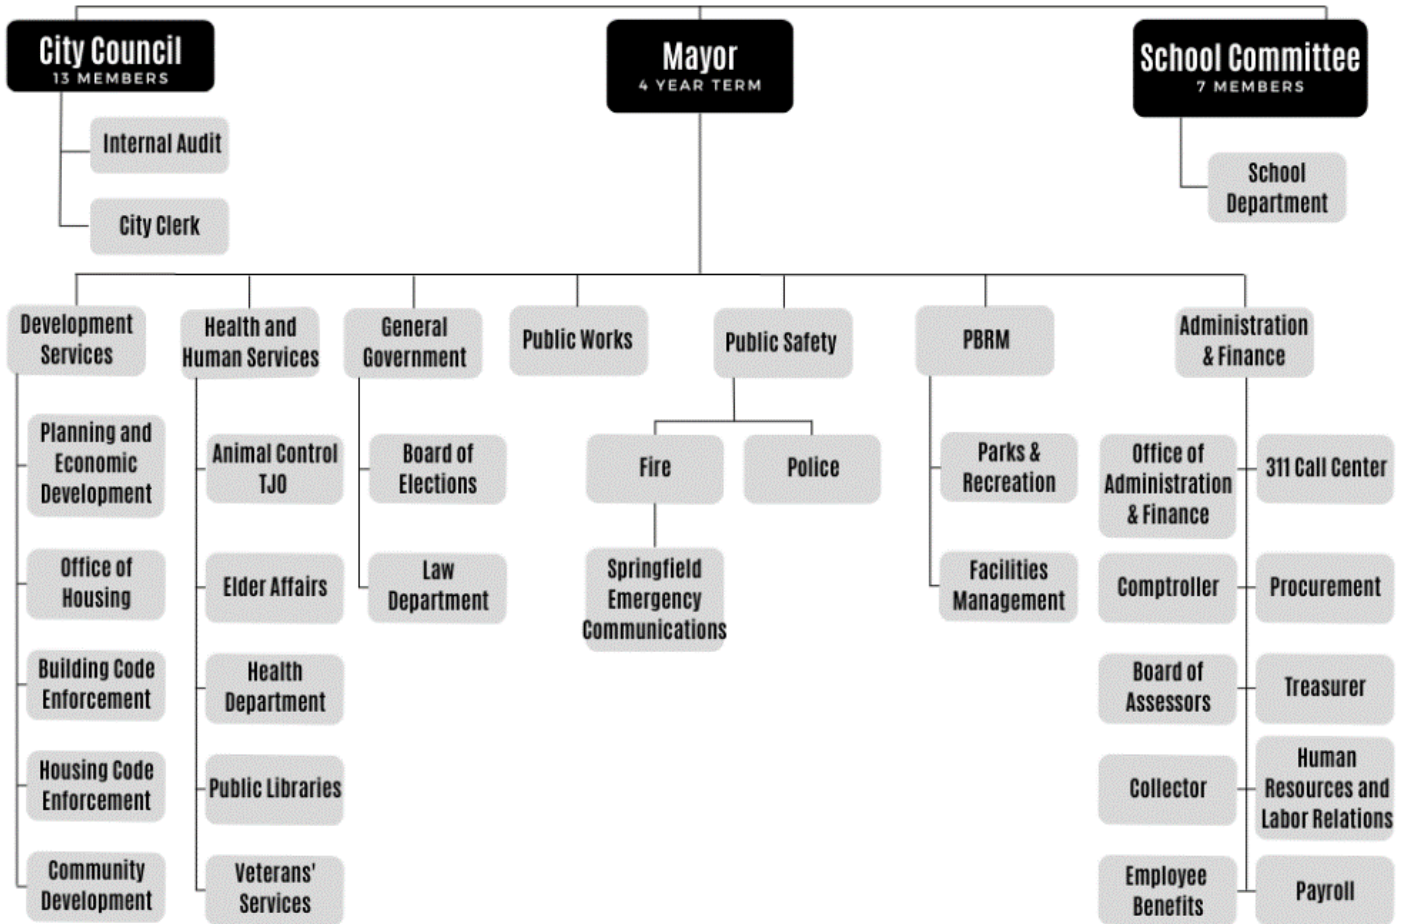 City Council
13 MEMBERS
Mayor
4 YEAR TERM
School Committee
7 MEMBERS
Internal Audit
City Clerk
School
Department
Development
Services
Health and
Human Services
General
Government
Public Works
Public Safety
PBRM
Administration
& Finance
Planning and
Economic
Development
Office of
Housing
Building Code
Enforcement
Housing Code
Enforcement
Community
Development
Animal Control
TJO
Elder Affairs
Health
Department
Public Libraries
Veterans'
Services
Board of
Elections
Law
Department
Fire
Police
Springfield
Emergency
Communications
Parks &
Recreation
Facilities
Management
Office of
Administration
& Finance
311 Call Center
Comptroller
Procurement
Board of
Assessors
Treasurer
Collector
Human
Resources and
Labor Relations
Employee
Benefits
Payroll